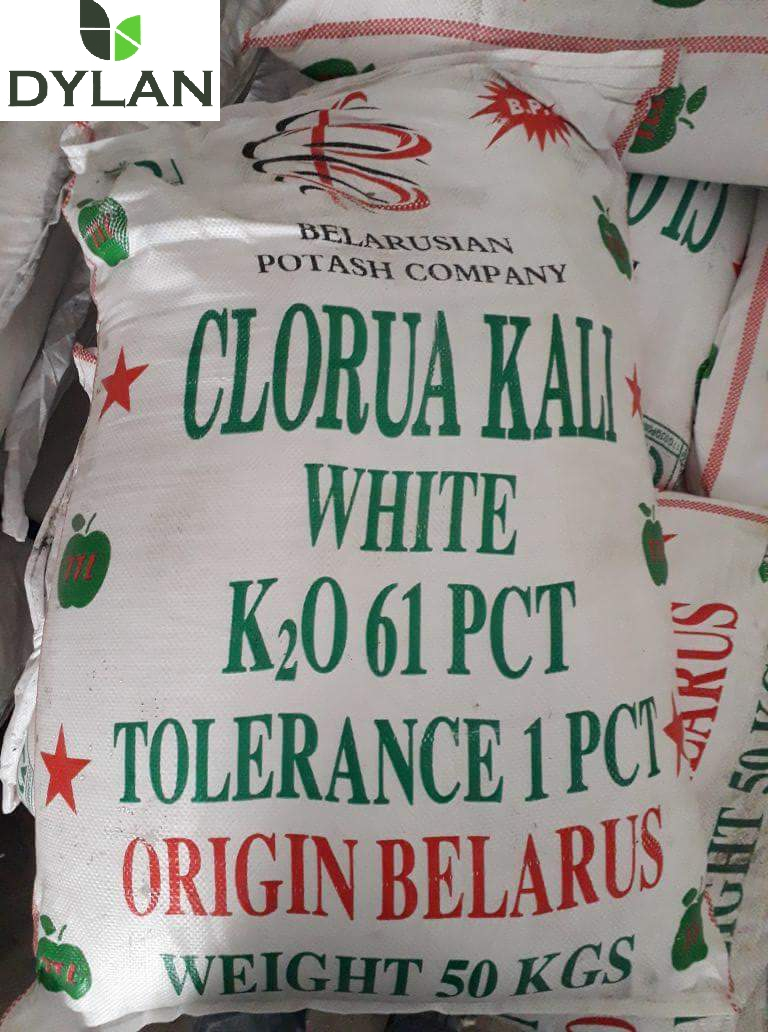 DYLAN
B.P.C
BELARUSIAN
POTASH COMPANY
CLORUA KALI
WHITE
K₂O 61 PCT
TOLERANCE 1 PCT
ORIGIN BELARUS
WEIGHT 50 KGS